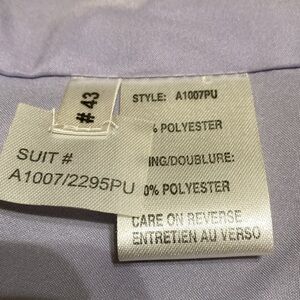 # 43
STYLE: A1007PU
% POLYESTER
ING/DOUBLURE:
0% POLYESTER
CARE ON REVERSE
ENTRETIEN AU VERSO
SUIT #
A1007/2295PU